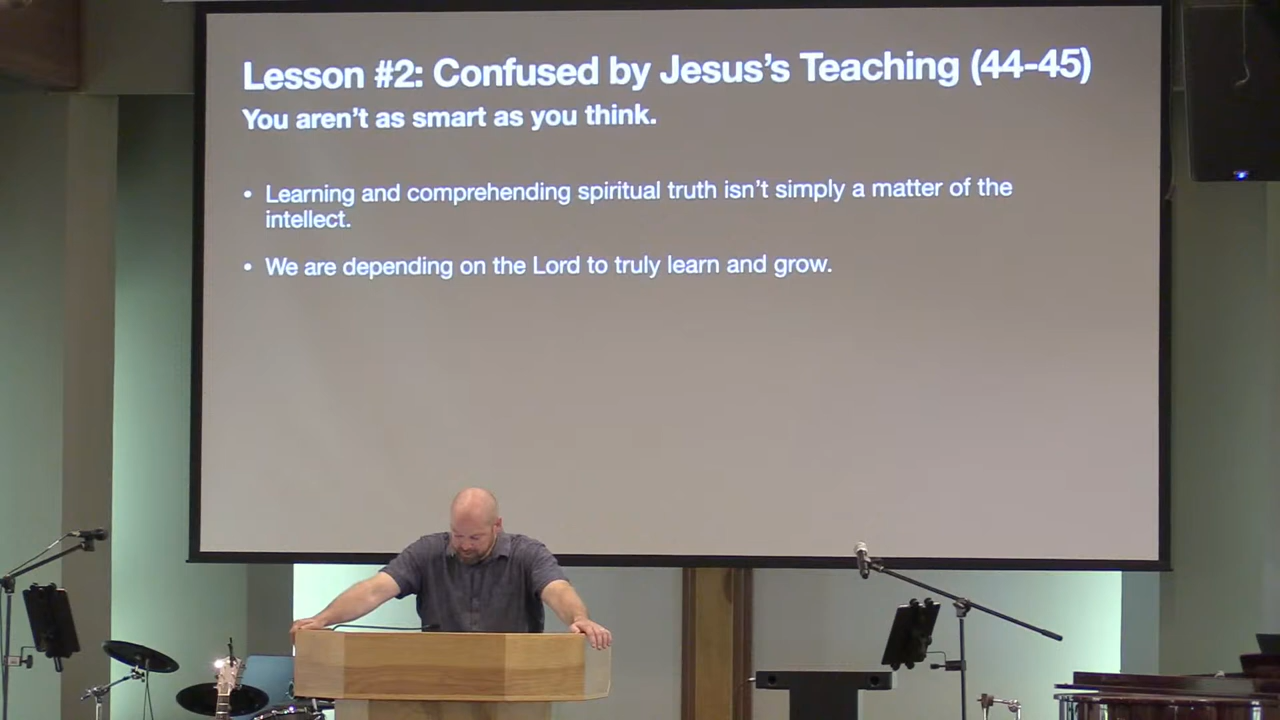 Lesson #2: Confused by Jesus's Teaching (44-45)
You aren't as smart as you think.
• Learning and comprehending spiritual truth isn't simply a matter of the
intellect.
• We are depending on the Lord to truly learn and grow.